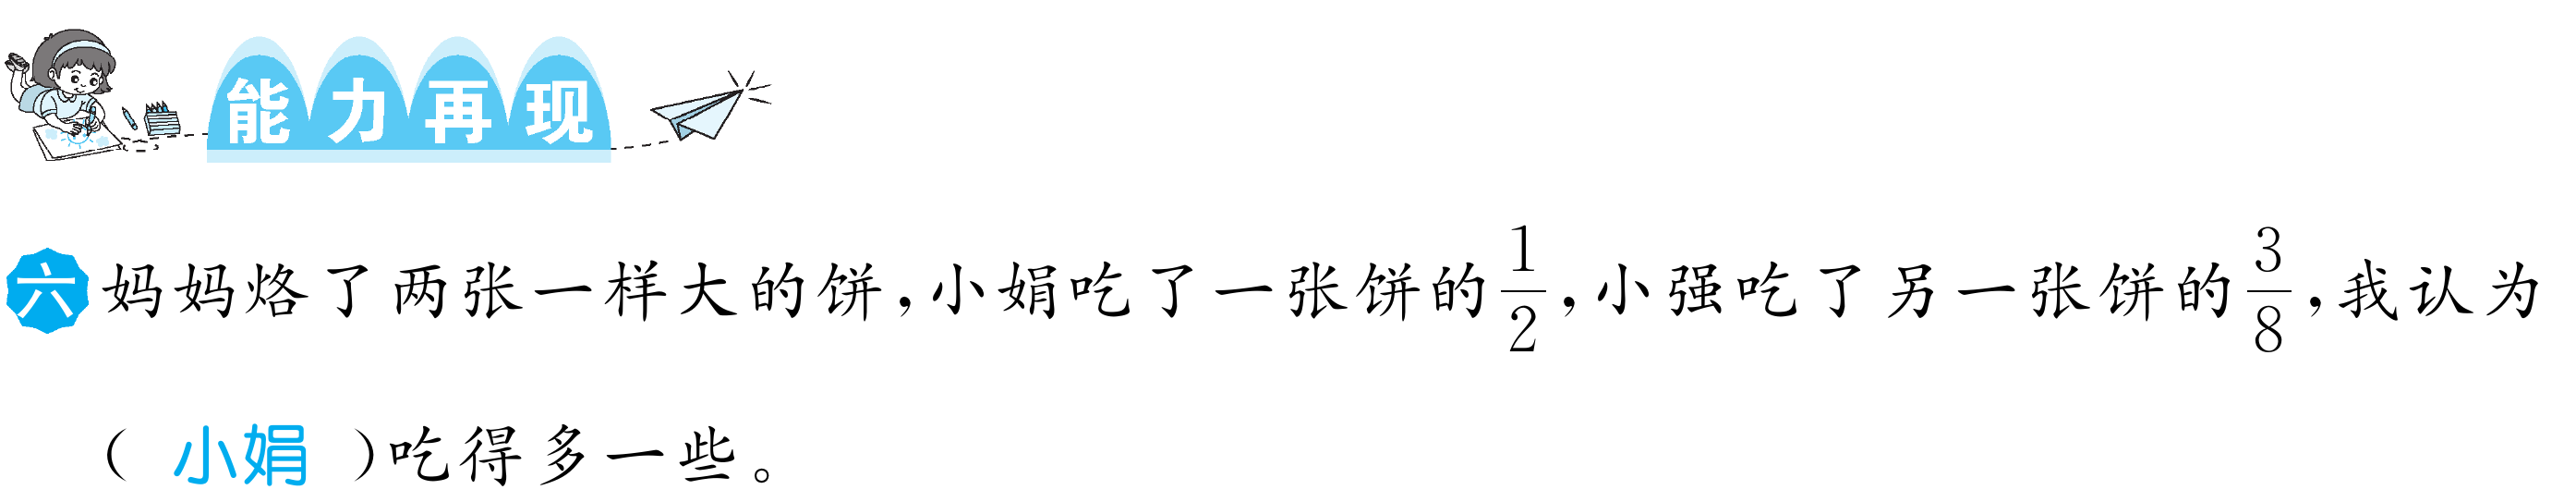 能力再现
六 妈妈烙了两张一样大的饼,小娟吃了一张饼的1/2,小强吃了另一张饼的3/8,我认为
( 小娟 )吃得多一些。